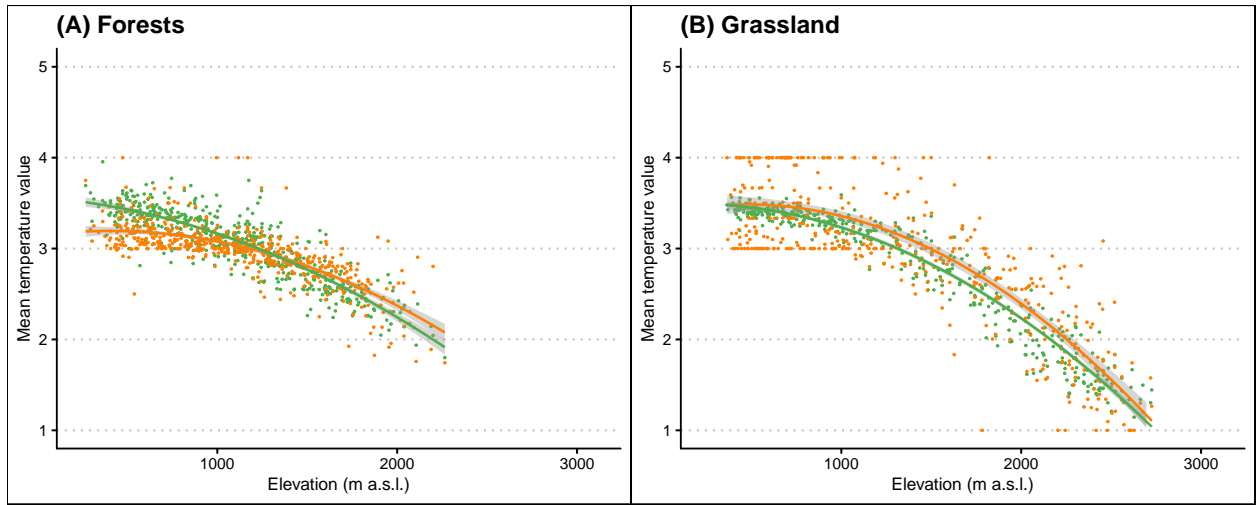 (A) Forests
5
4
3
2
1
Mean temperature value
1000 2000 3000
Elevation (m a.s.l.)
(B) Grassland
5
4
3
2
1
Mean temperature value
1000 2000 3000
Elevation (m a.s.l.)